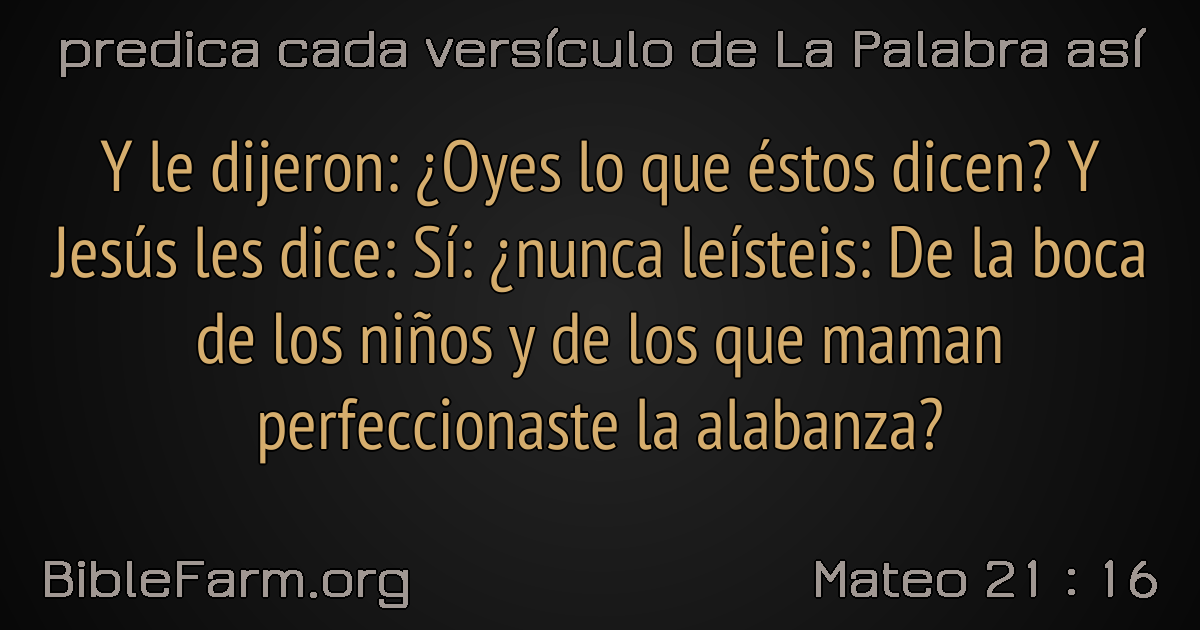 predica cada versículo de La Palabra así
Y le dijeron: ¿Oyes lo que éstos dicen? Y
Jesús les dice: Sí: ¿nunca leísteis: De la boca
de los niños y de los que maman
perfeccionaste la alabanza?
BibleFarm.org
Mateo 21 : 16